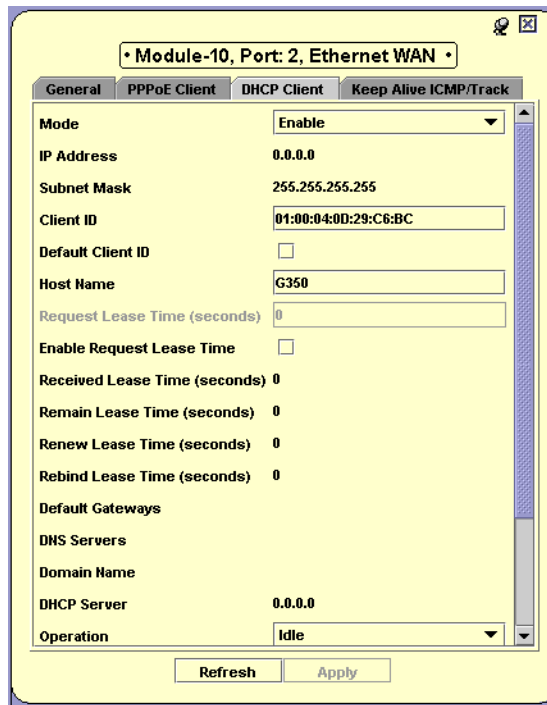 • Module-10, Port: 2, Ethernet WAN •
General PPPoE Client DHCP Client Keep Alive ICMP/Track
Mode Enable
IP Address 0.0.0.0
Subnet Mask 255.255.255.255
Client ID 01:00:04:0D:29:C6:BC
Default Client ID
Host Name G350
Request Lease Time (seconds) 0
Enable Request Lease Time
Received Lease Time (seconds) 0
Remain Lease Time (seconds) 0
Renew Lease Time (seconds) 0
Rebind Lease Time (seconds) 0
Default Gateways
DNS Servers
Domain Name
DHCP Server 0.0.0.0
Operation Idle
Refresh Apply